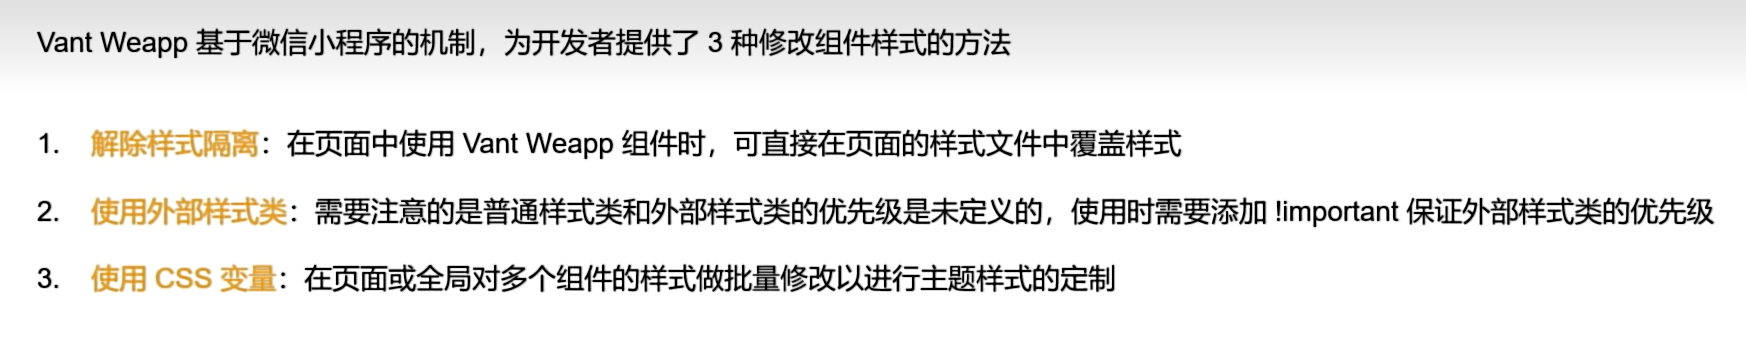 Vant Weapp 基于微信小程序的机制，为开发者提供了 3 种修改组件样式的方法
1. 解除样式隔离：在页面中使用 Vant Weapp 组件时，可直接在页面的样式文件中覆盖样式
2. 使用外部样式类：需要注意的是普通样式类和外部样式类的优先级是未定义的，使用时需要添加 !important 保证外部样式类的优先级
3. 使用 CSS 变量：在页面或全局对多个组件的样式做批量修改以进行主题样式的定制